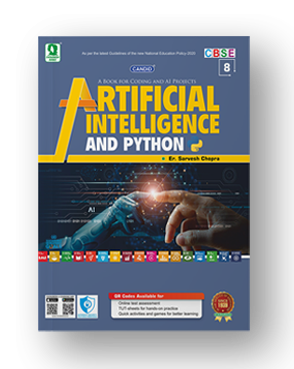 As per the latest Guidelines of the new National Education Policy-2020
CBSE
8
CANDID
A BOOK FOR CODING AND AI PROJECTS
ARTIFICIAL
INTELLIGENCE
AND PYTHON
Er. Sarvesh Chopra
AI
QR Codes Available for
Online test assessment
TUT-sheets for hands-on practice
Quick activities and games for better learning